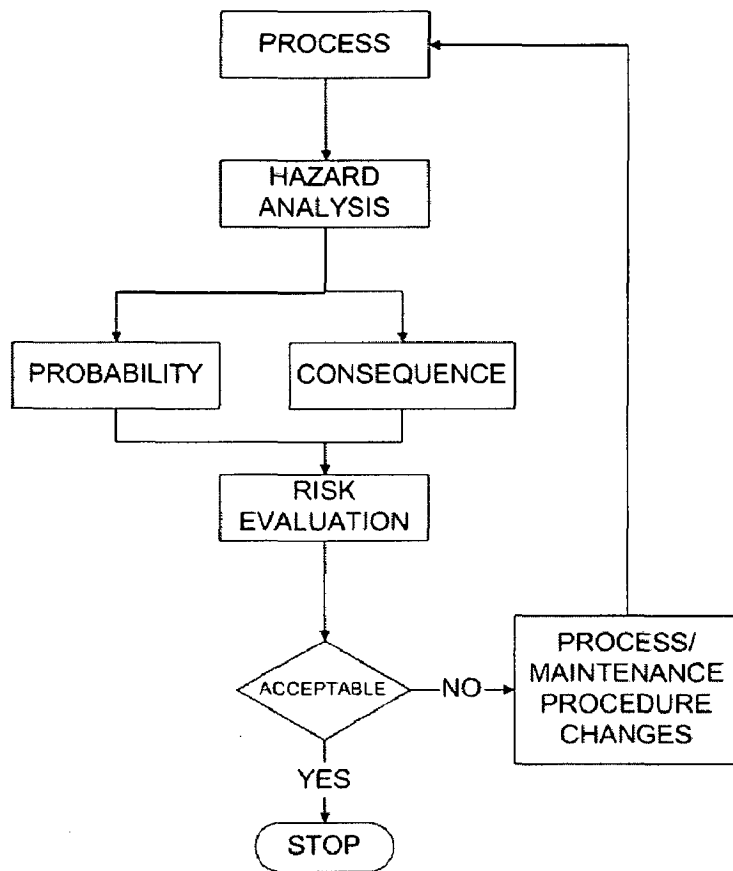 PROCESS
HAZARD
ANALYSIS
PROBABILITY
CONSEQUENCE
RISK
EVALUATION
ACCEPTABLE
NO
PROCESS/
MAINTENANCE
PROCEDURE
CHANGES
YES
STOP